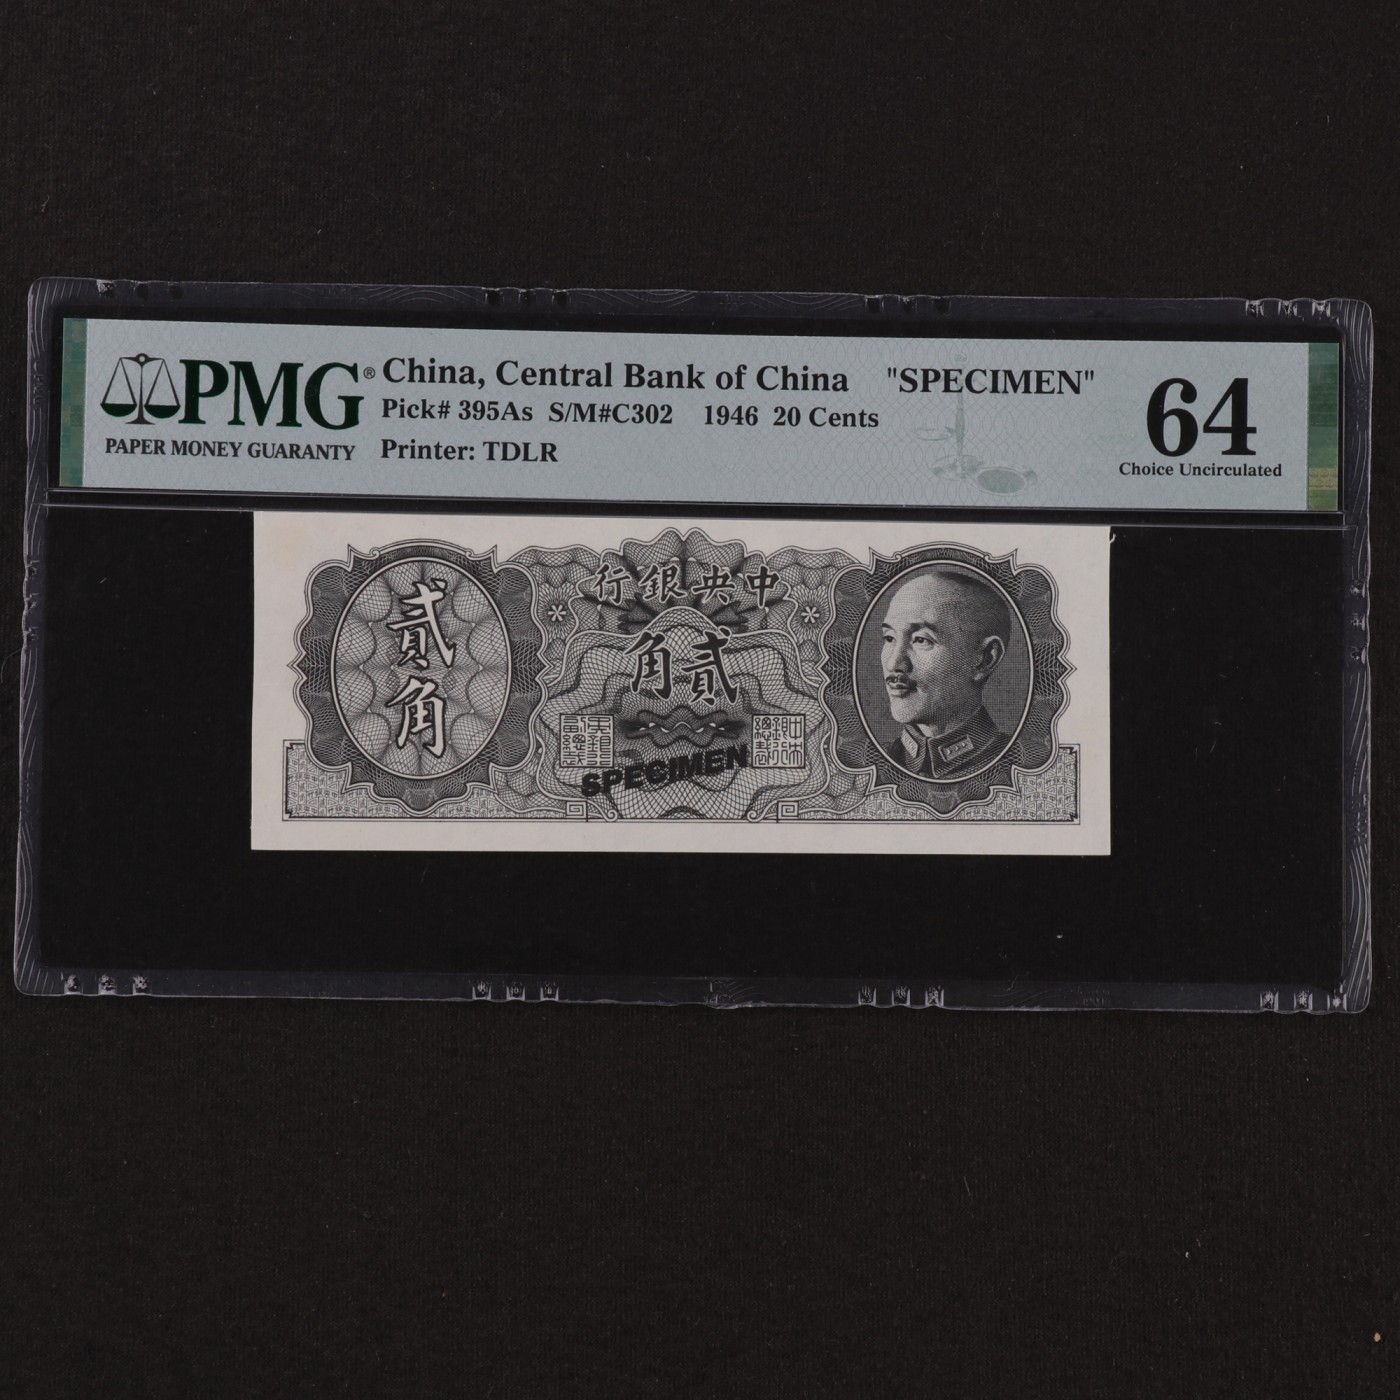 PMG®
PAPER MONEY GUARANTY
China, Central Bank of China "SPECIMEN"
Pick# 395As S/M#C302 1946 20 Cents
Printer: TDLR
64
Choice Uncirculated
行銀央中
角貳
貳角
SPECIMEN